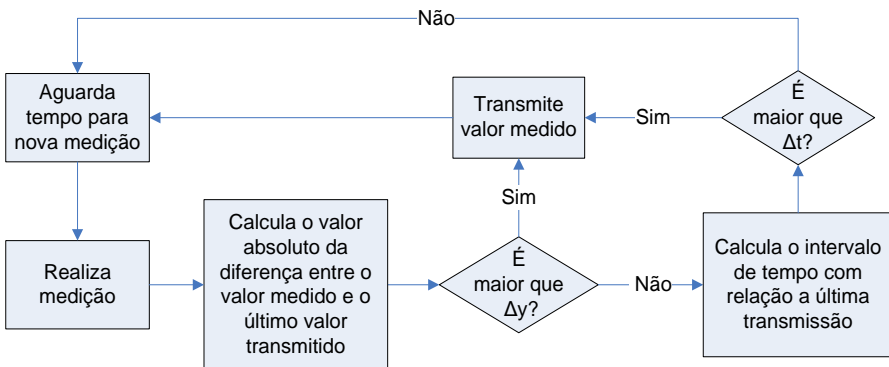 Não
Aguarda
tempo para
nova medição
Transmite
valor medido
Sim
É
maior que
Δt?
Sim
Realiza
medição
Calcula o valor
absoluto da
diferença entre o
valor medido e o
último valor
transmitido
É
maior que
Δy?
Não
Calcula o intervalo
de tempo com
relação a última
transmissão